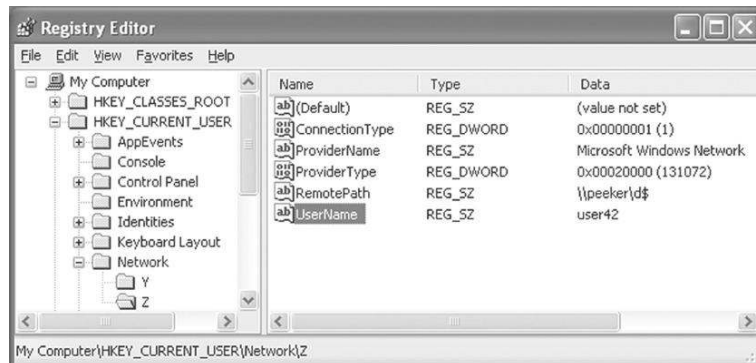 Registry Editor
File Edit View Favorites Help
My Computer
HKEY_CLASSES_ROOT
HKEY_CURRENT_USER
AppEvents
Console
Control Panel
Environment
Identities
Keyboard Layout
Network
Y
Z
Name Type Data
(Default) REG_SZ (value not set)
ConnectionType REG_DWORD 0x00000001 (1)
ProviderName REG_SZ Microsoft Windows Network
ProviderType REG_DWORD 0x00020000 (131072)
RemotePath REG_SZ \\peeker\d$
UserName REG_SZ user42
My Computer\HKEY_CURRENT_USER\Network\Z